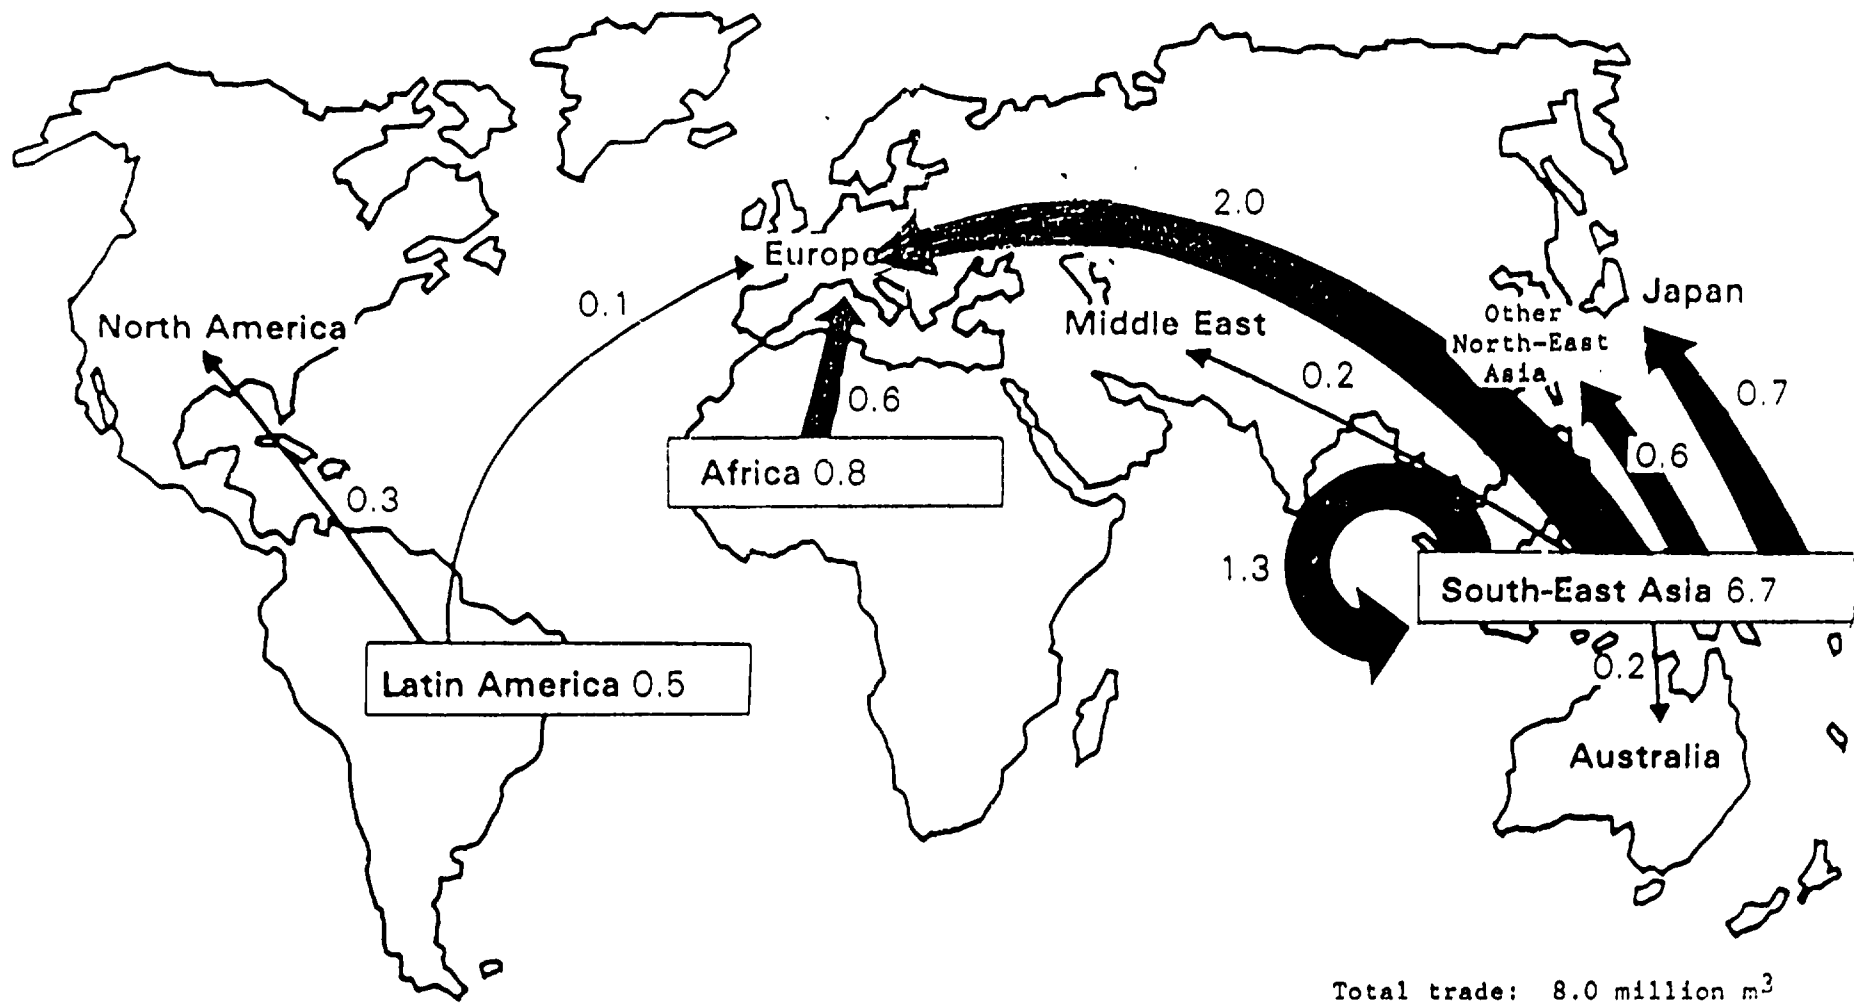 2.0
Europe
0.1
Japan
North America
Other
North-East
Asia
Middle East
0.2
0.7
0.6
0.6
Africa 0.8
0.3
1.3
South-East Asia 6.7
Latin America 0.5
0.2
Australia
Total trade: 8.0 million m³